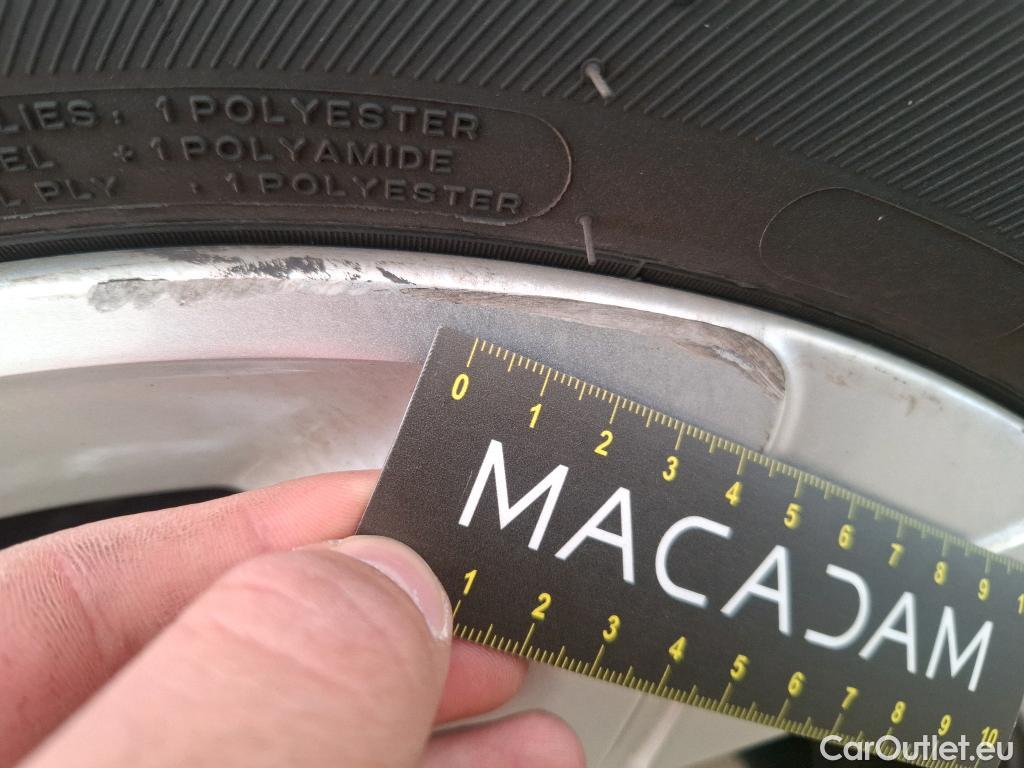 LIES : 1 POLYESTER
EL + 1 POLYAMIDE
L PLY : 1 POLYESTER
0 1 2 3 4 5 6 7 8 9 1
MACADAM
1 2 3 4 5 6 7 8 9 10
CarOutlet.eu